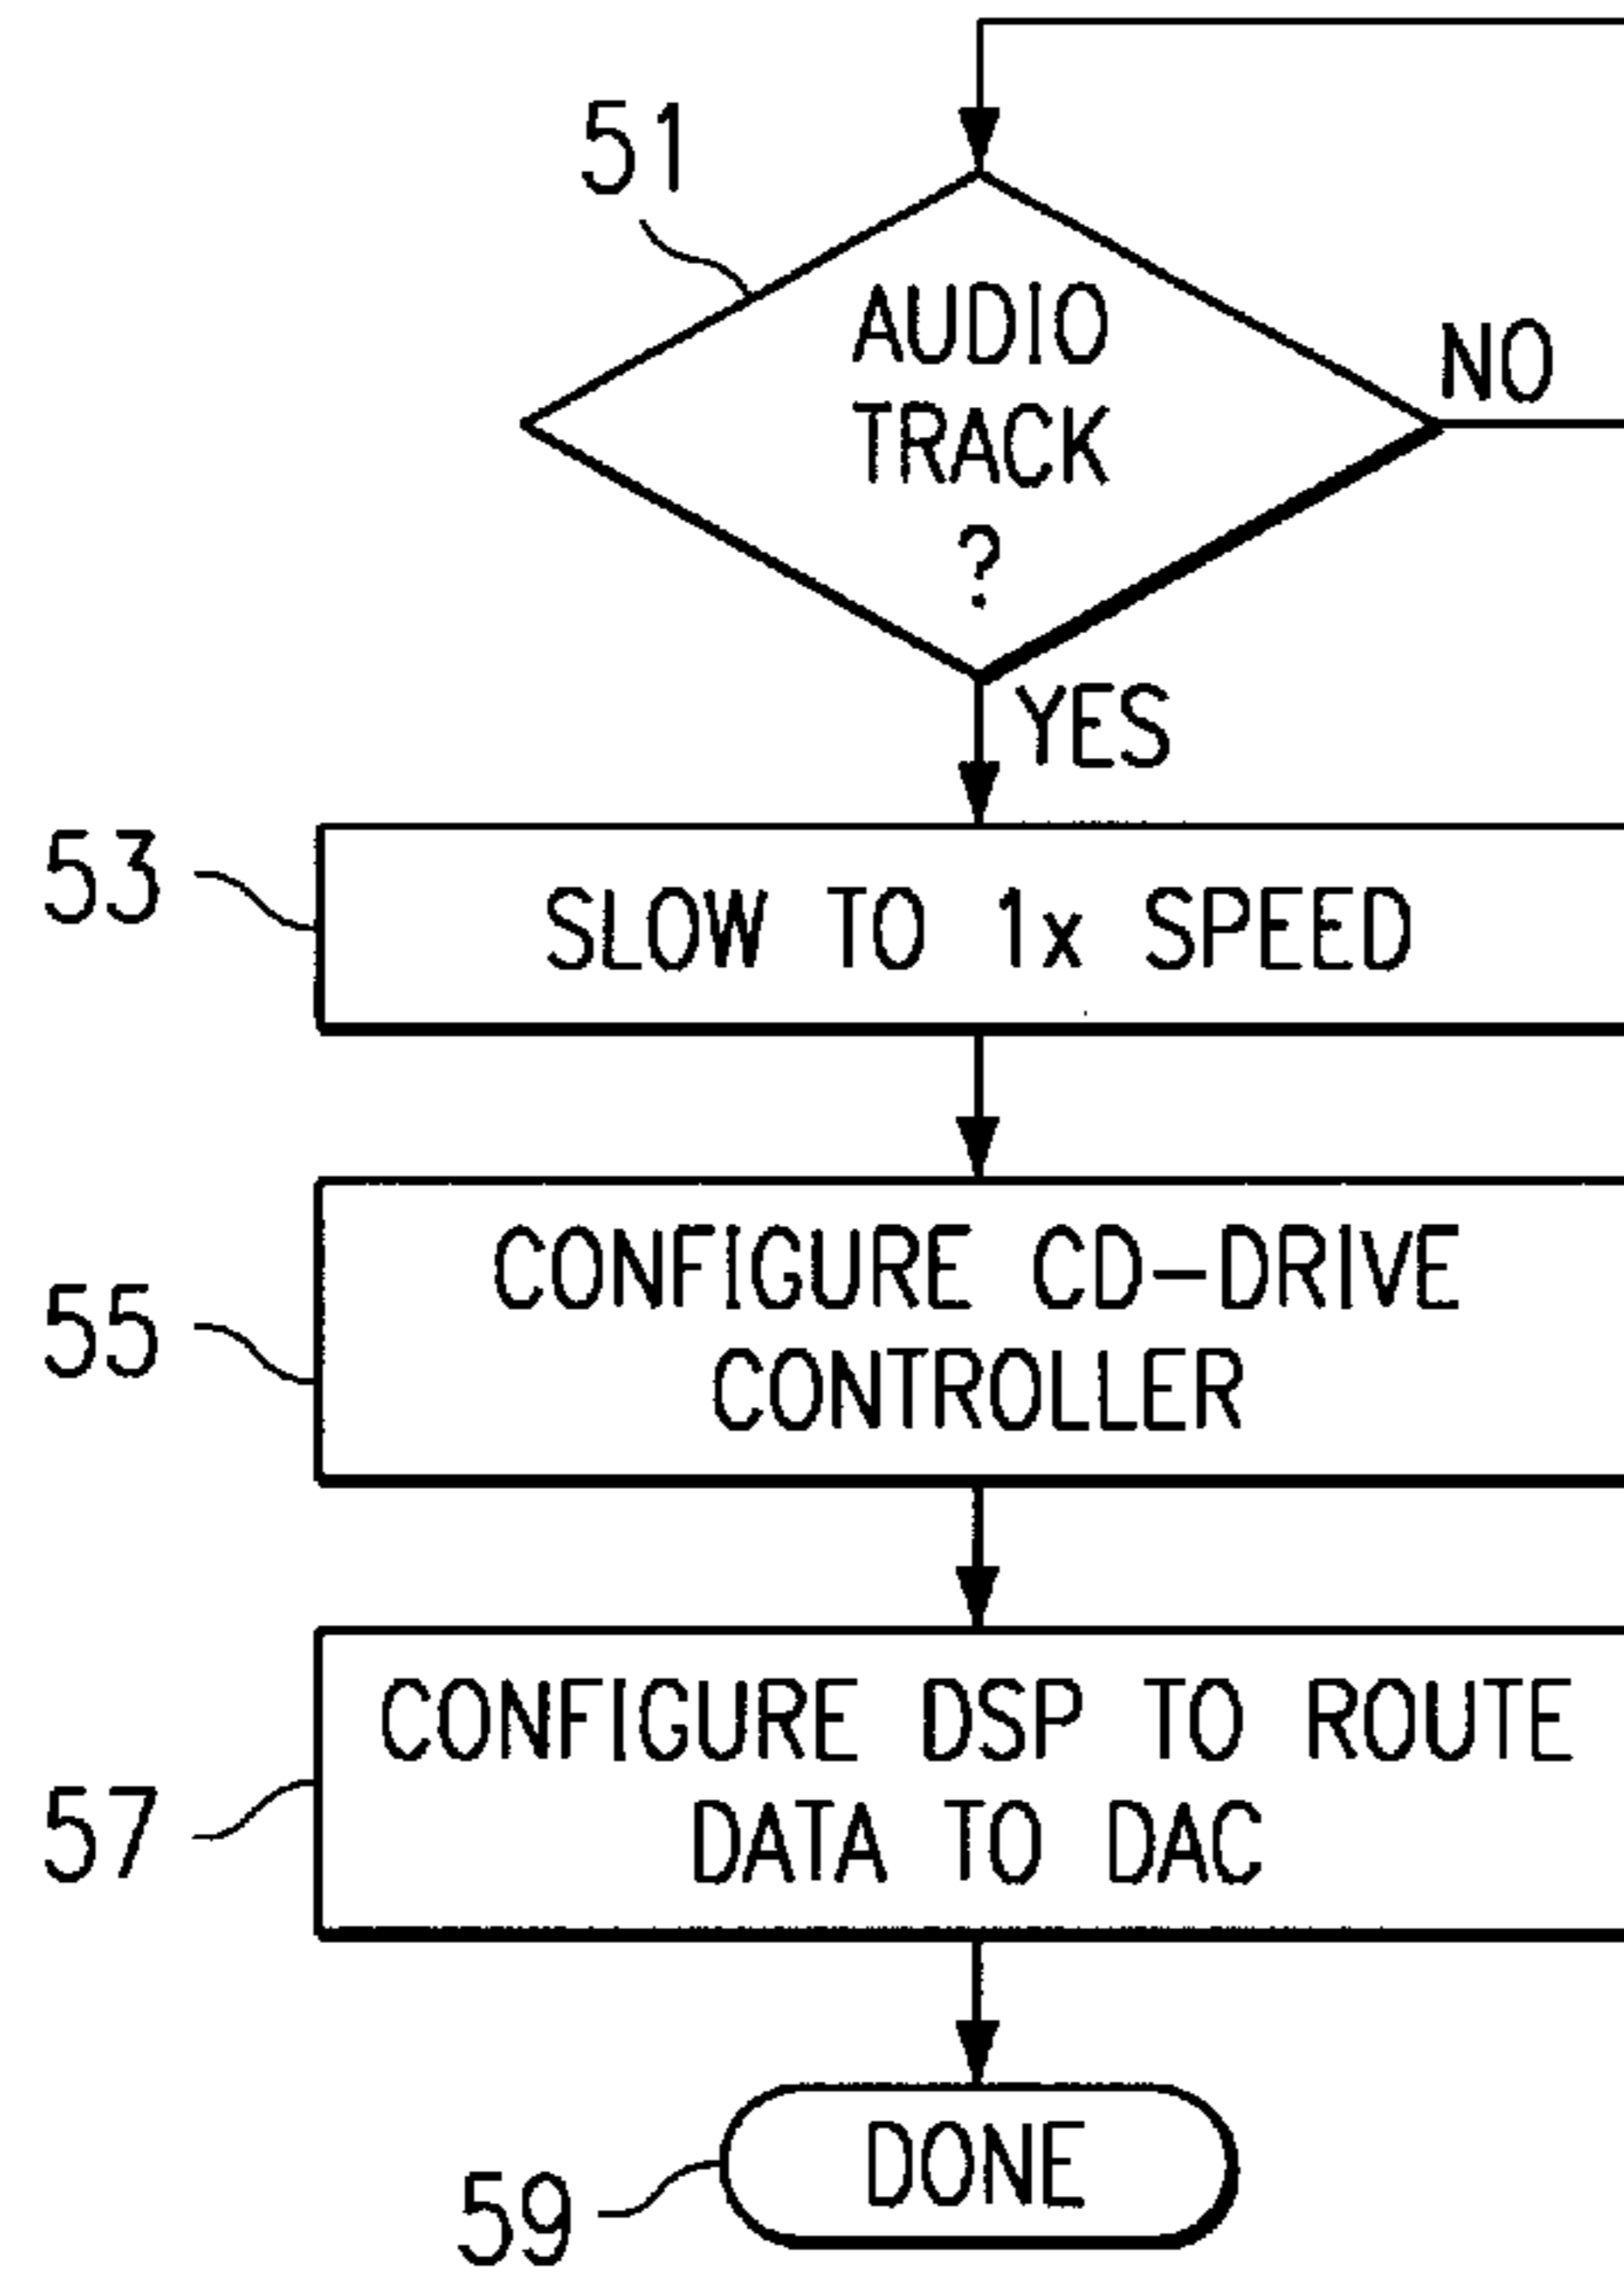 51
AUDIO
TRACK
?
NO
YES
53
SLOW TO 1x SPEED
55
CONFIGURE CD-DRIVE
CONTROLLER
57
CONFIGURE DSP TO ROUTE
DATA TO DAC
59
DONE